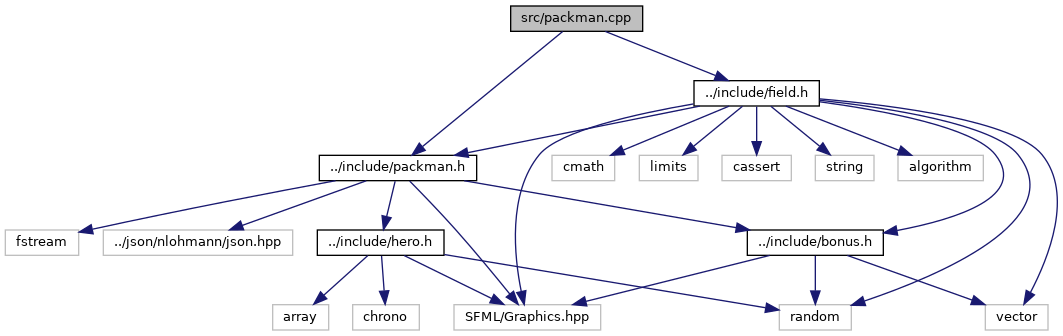 src/packman.cpp
../include/field.h
../include/packman.h
cmath
limits
cassert
string
algorithm
fstream
../json/nlohmann/json.hpp
../include/hero.h
../include/bonus.h
array
chrono
SFML/Graphics.hpp
random
vector